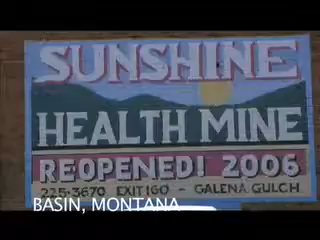 SUNSHINE
HEALTH MINE
REOPENED! 2006
225-3670 EXIT 160 - GALENA GULCH
BASIN, MONTANA